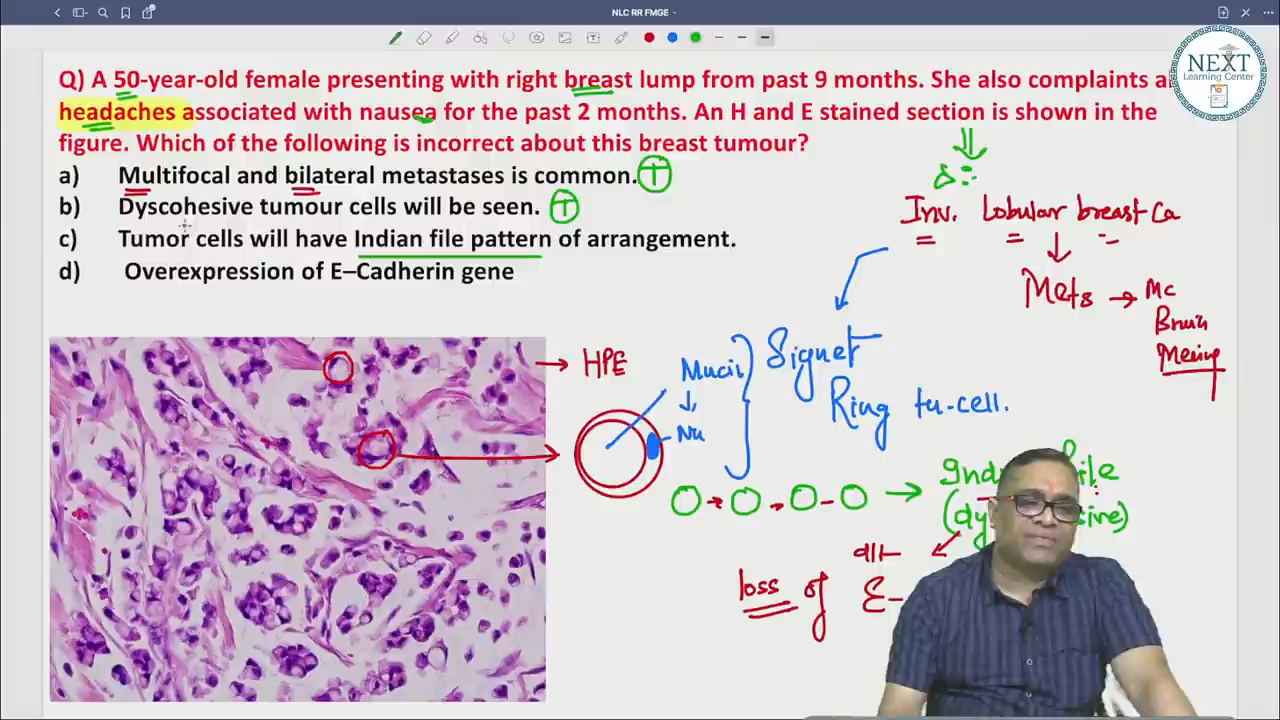 NLC RR FMGE
NEXT
Learning Center
Q) A 50-year-old female presenting with right breast lump from past 9 months. She also complaints a
headaches associated with nausea for the past 2 months. An H and E stained section is shown in the
figure. Which of the following is incorrect about this breast tumour?
a) Multifocal and bilateral metastases is common. T
b) Dyscohesive tumour cells will be seen. T
c) Tumor cells will have Indian file pattern of arrangement.
d) Overexpression of E–Cadherin gene
Inv. Lobular breast Ca
Mets → Mc
Brain
HPE
Mucin
Nu
Signet
Ring tu-cell.
loss of E-